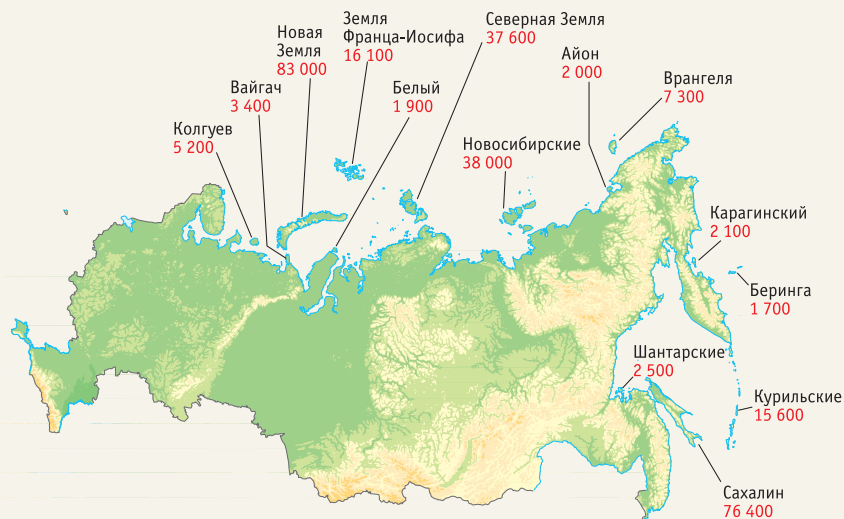 Земля
Франца-Иосифа
16 100
Северная Земля
37 600
Новая
Земля
83 000
Айон
2 000
Врангеля
7 300
Вайгач
3 400
Белый
1 900
Колгуев
5 200
Новосибирские
38 000
Карагинский
2 100
Беринга
1 700
Шантарские
2 500
Курильские
15 600
Сахалин
76 400